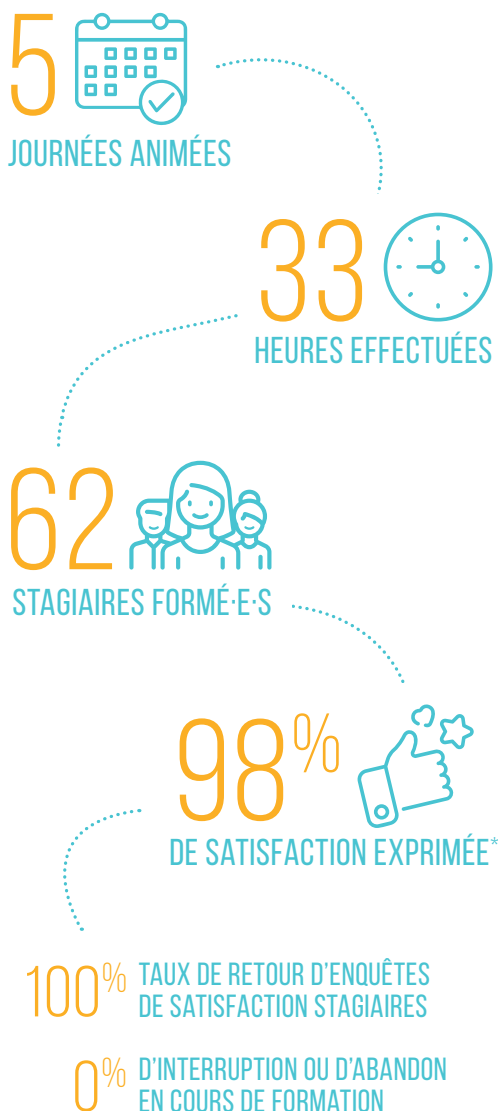 5
JOURNÉES ANIMÉES
33
HEURES EFFECTUÉES
62
STAGIAIRES FORMÉ·E·S
98%
DE SATISFACTION EXPRIMÉE*
100% TAUX DE RETOUR D'ENQUÊTES
DE SATISFACTION STAGIAIRES
0% D'INTERRUPTION OU D'ABANDON
EN COURS DE FORMATION